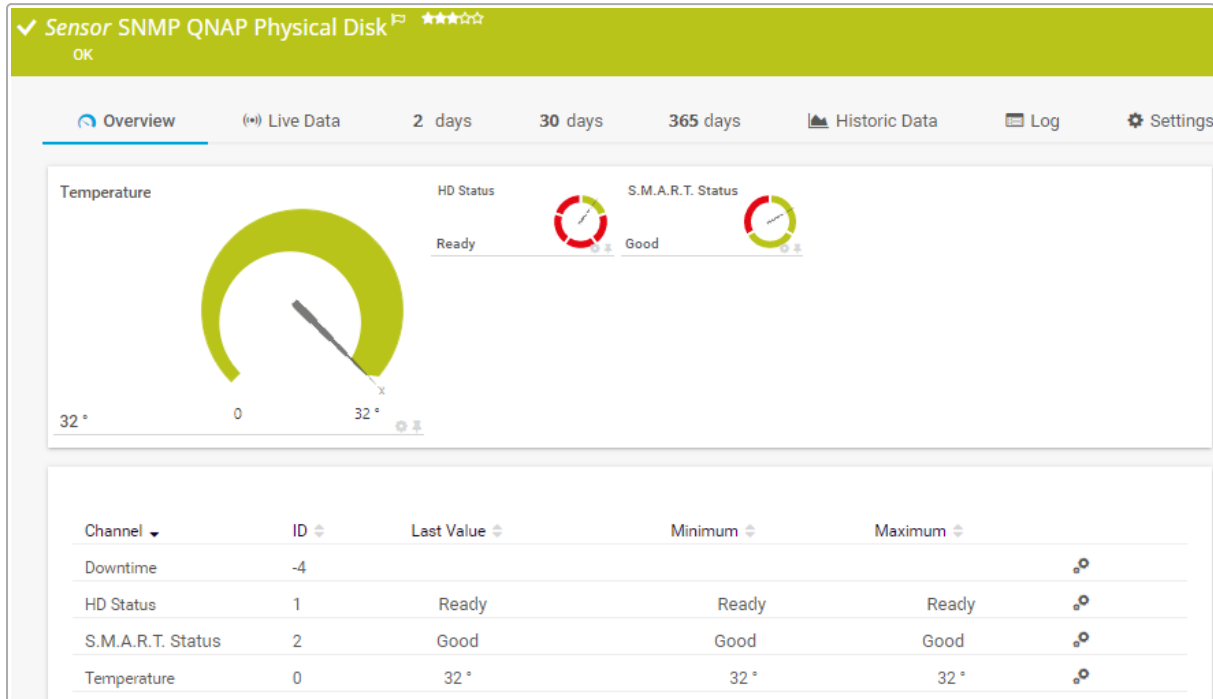 Sensor SNMP QNAP Physical Disk
OK
Overview Live Data 2 days 30 days 365 days Historic Data Log Settings
Temperature
HD Status
S.M.A.R.T. Status
Ready
Good
x
0
32 °
32 °
Channel ID Last Value Minimum Maximum
Downtime -4
HD Status 1 Ready Ready Ready
S.M.A.R.T. Status 2 Good Good Good
Temperature 0 32 ° 32 ° 32 °